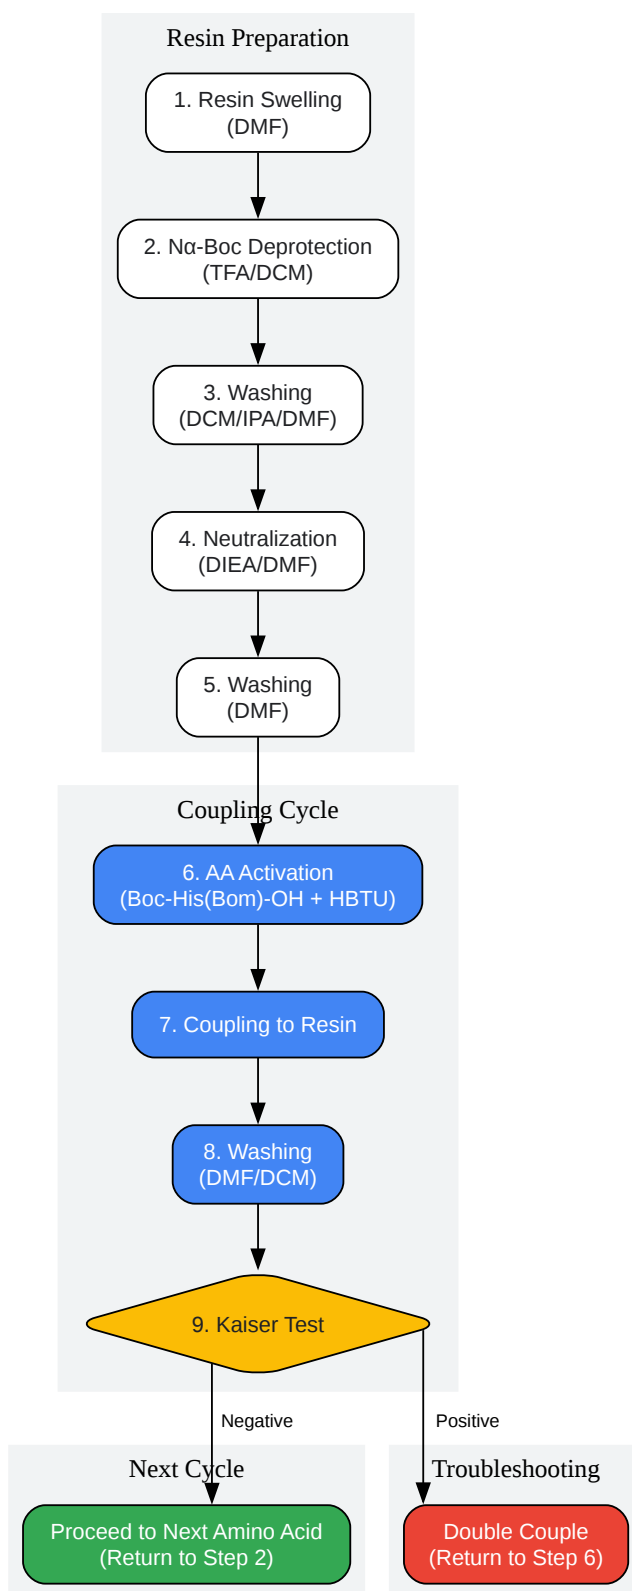 Resin Preparation
1. Resin Swelling
(DMF)
2. Nα-Boc Deprotection
(TFA/DCM)
3. Washing
(DCM/IPA/DMF)
4. Neutralization
(DIEA/DMF)
5. Washing
(DMF)
Coupling Cycle
6. AA Activation
(Boc-His(Bom)-OH + HBTU)
7. Coupling to Resin
8. Washing
(DMF/DCM)
9. Kaiser Test
Negative
Positive
Next Cycle
Troubleshooting
Proceed to Next Amino Acid
(Return to Step 2)
Double Couple
(Return to Step 6)